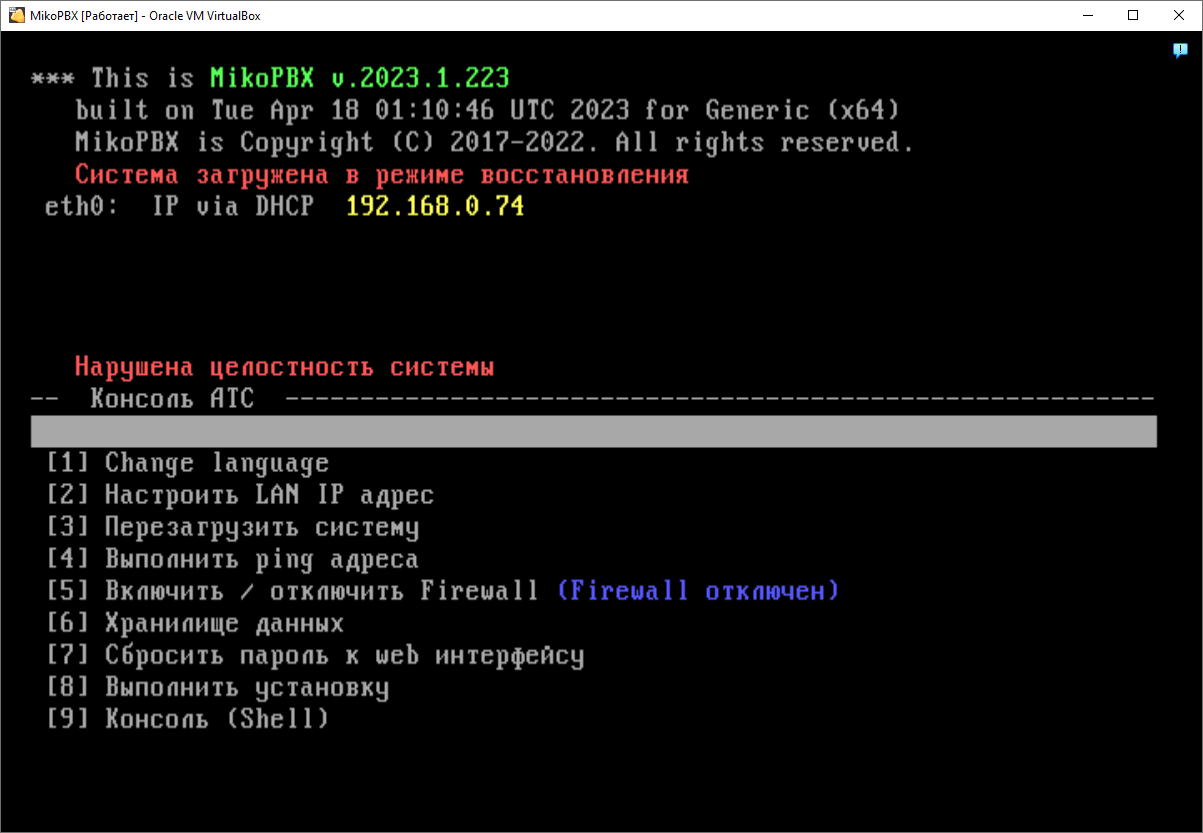 MikoPBX [Работает] - Oracle VM VirtualBox
*** This is MikoPBX v.2023.1.223
built on Tue Apr 18 01:10:46 UTC 2023 for Generic (x64)
MikoPBX is Copyright (C) 2017-2022. All rights reserved.
Система загружена в режиме восстановления
eth0: IP via DHCP 192.168.0.74
Нарушена целостность системы
-- Консоль АТС ----------------------------------------------------------
[1] Change language
[2] Настроить LAN IP адрес
[3] Перезагрузить систему
[4] Выполнить ping адреса
[5] Включить / отключить Firewall (Firewall отключен)
[6] Хранилище данных
[7] Сбросить пароль к web интерфейсу
[8] Выполнить установку
[9] Консоль (Shell)